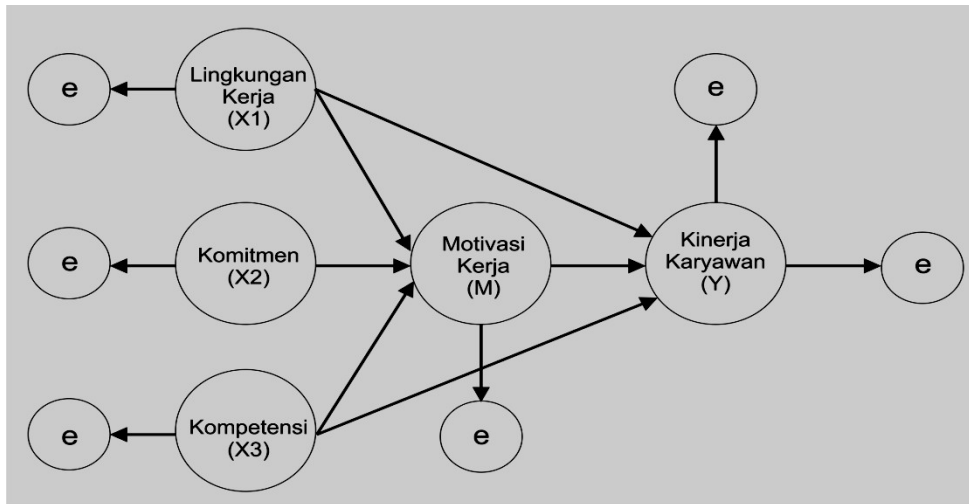 e
Lingkungan
Kerja
(X1)
e
e
Komitmen
(X2)
Motivasi
Kerja
(M)
Kinerja
Karyawan
(Y)
e
e
Kompetensi
(X3)
e